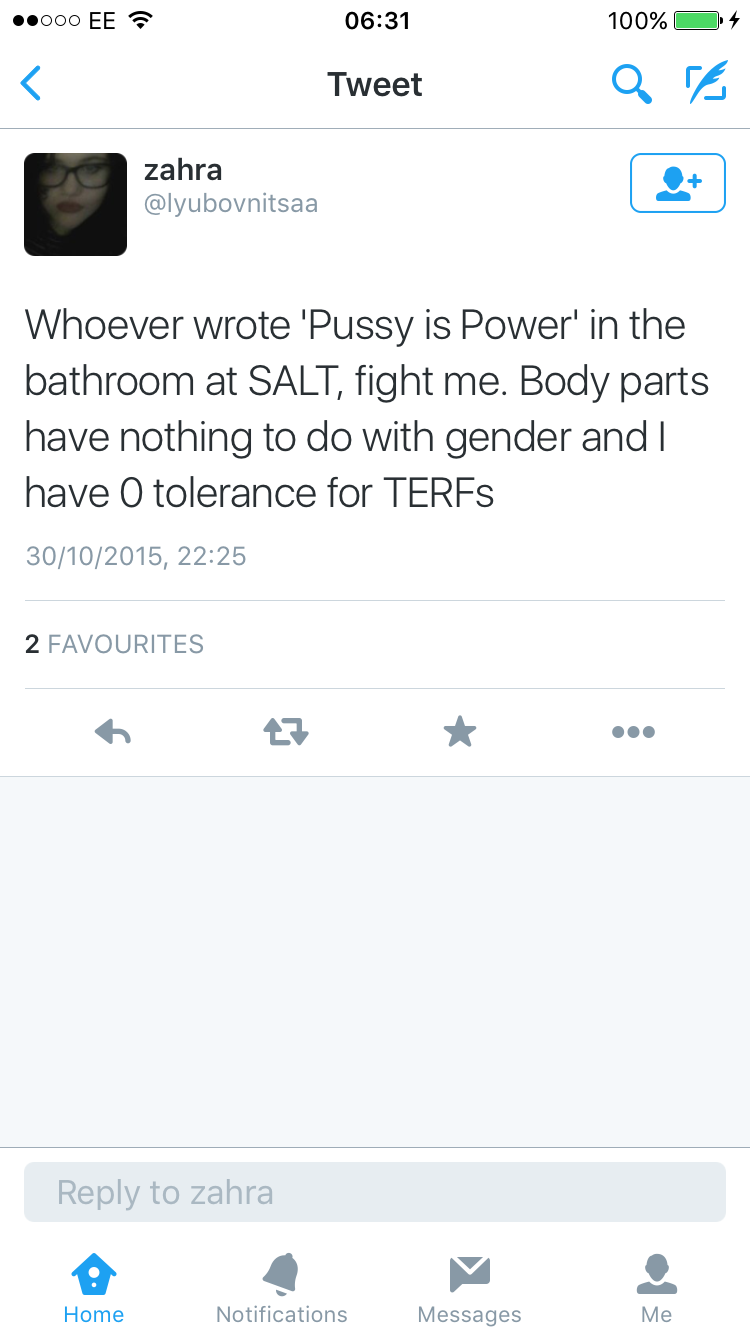 EE 06:31 100%
Tweet
zahra
@lyubovnitsaa
Whoever wrote 'Pussy is Power' in the
bathroom at SALT, fight me. Body parts
have nothing to do with gender and I
have 0 tolerance for TERFs
30/10/2015, 22:25
2 FAVOURITES
Reply to zahra
Home Notifications Messages Me